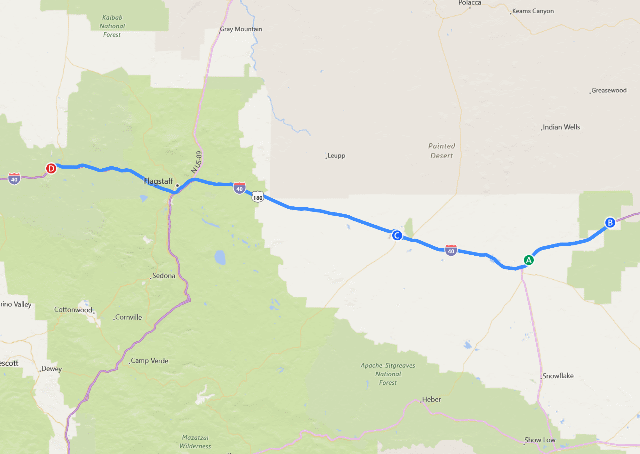 Polacca
Kaibab
National
Forest
Keams Canyon
Gray Mountain
Greasewood
Indian Wells
Painted
Desert
Leupp
N US-89
D
40
Flagstaff
40
180
B
C
40
A
Sedona
rino Valley
Cottonwood
Cornville
Camp Verde
escott
Dewey
Apache Sitgreaves
National
Forest
Snowflake
Heber
Mazatzal
Wilderness
Show Low